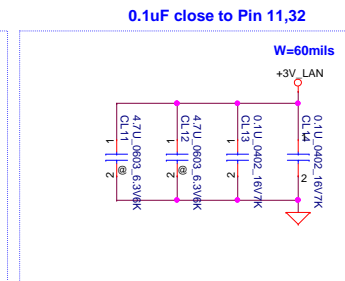 0.1uF close to Pin 11,32
W=60mils
+3V_LAN
4.7U_0603_6.3V6K
CL11
1
2
@
4.7U_0603_6.3V6K
CL12
1
2
@
0.1U_0402_16V7K
CL13
1
2
0.1U_0402_16V7K
CL14
1
2